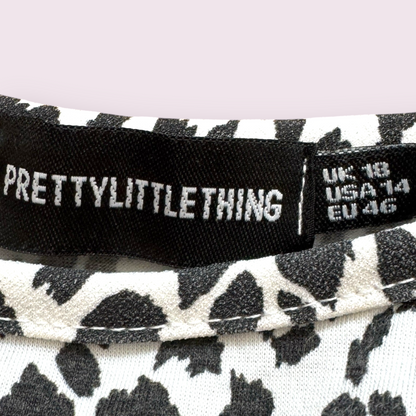 PRETTYLITTLETHING
UK 18
USA 14
EU 46